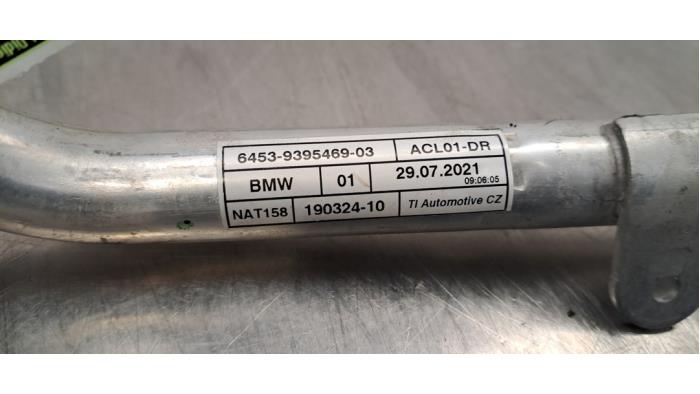 6453-9395469-03 ACL01-DR
BMW 01 29.07.2021
09:06:05
NAT158 190324-10 TI Automotive CZ